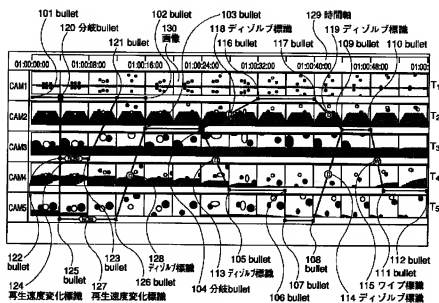 101 bullet
102 bullet
103 bullet
129 時間軸
120 分岐bullet
130
画像
118 ディゾルブ標識
119 ディゾルブ標識
121 bullet
116 bullet
117 bullet
109 bullet
110 bullet
01:00:00:00
01:00:08:00
01:00:16:00
01:00:24:00
01:00:32:00
01:00:40:00
01:00:48:00
01:00:
CAM1
T1
CAM2
T2
CAM3
T3
CAM4
T4
CAM5
T5
122
bullet
123
bullet
128
ディゾルブ標識
105 bullet
108
bullet
112
bullet
124
再生速度変化標識
125
bullet
127
再生速度変化標識
126 bullet
113 ディゾルブ標識
104 分岐bullet
107 bullet
106 bullet
111 bullet
115 ワイプ標識
114 ディゾルブ標識